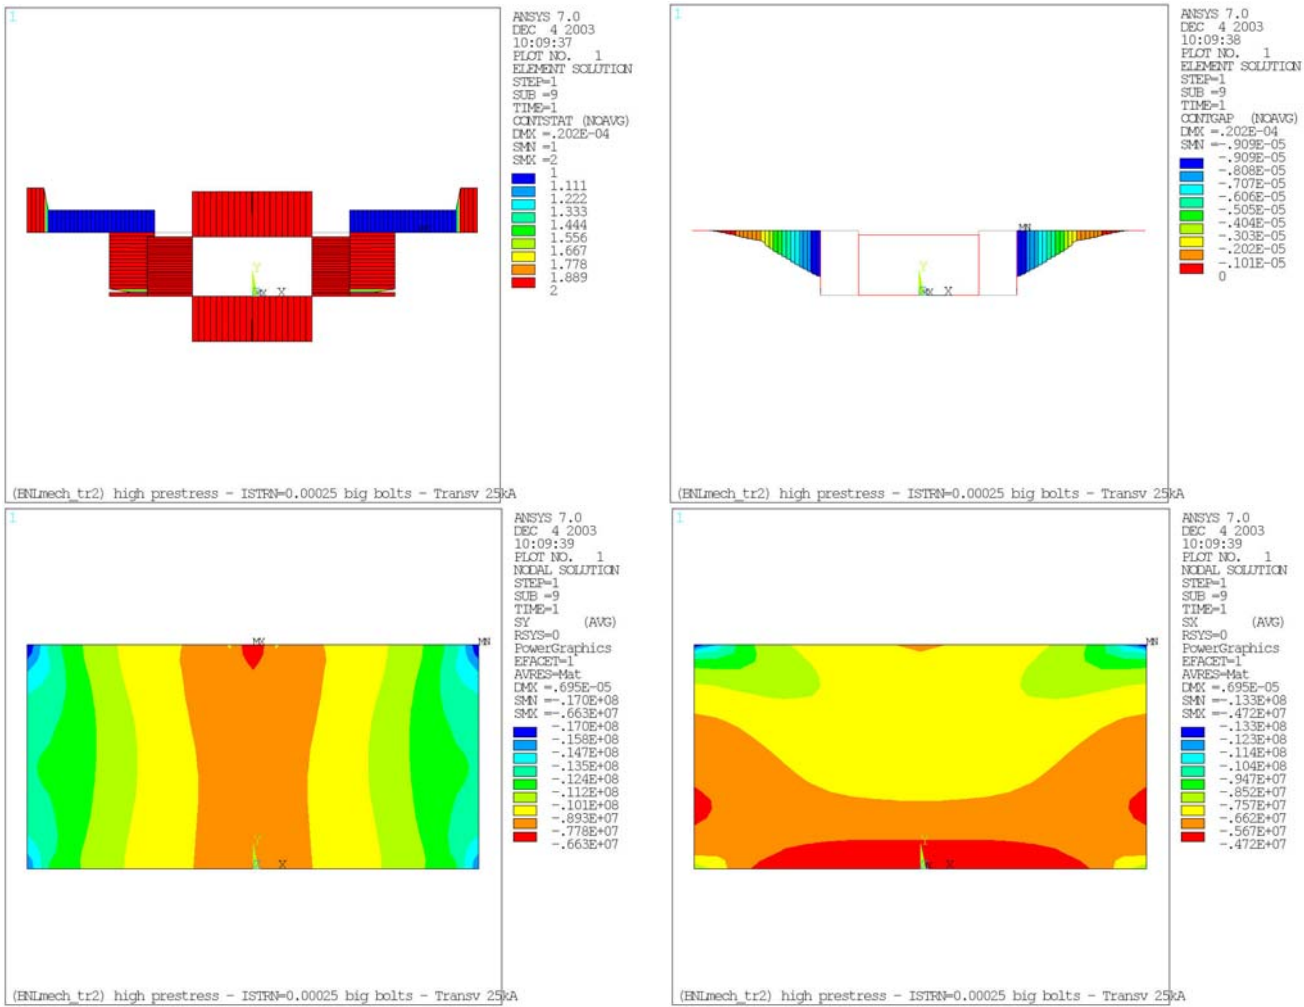 1
ANSYS 7.0
DEC 4 2003
10:09:37
PLOT NO. 1
ELEMENT SOLUTION
STEP=1
SUB =9
TIME=1
CONTSTAT (NOAVG)
DMX =.202E-04
SMN =1
SMX =2
1
1.111
1.222
1.333
1.444
1.556
1.667
1.778
1.889
2
Y
X
(BNLmech_tr2) high prestress - ISTRN=0.00025 big bolts - Transv 25kA
1
ANSYS 7.0
DEC 4 2003
10:09:38
PLOT NO. 1
ELEMENT SOLUTION
STEP=1
SUB =9
TIME=1
CONTGAP (NOAVG)
DMX =.202E-04
SMN =-.909E-05
-.909E-05
-.808E-05
-.707E-05
-.606E-05
-.505E-05
-.404E-05
-.303E-05
-.202E-05
-.101E-05
0
MN
Y
MX X
(BNLmech_tr2) high prestress - ISTRN=0.00025 big bolts - Transv 25kA
1
ANSYS 7.0
DEC 4 2003
10:09:39
PLOT NO. 1
NODAL SOLUTION
STEP=1
SUB =9
TIME=1
SY (AVG)
RSYS=0
PowerGraphics
EFACET=1
AVRES=Mat
DMX =.695E-05
SMN =-.170E+08
SMX =-.663E+07
-.170E+08
-.158E+08
-.147E+08
-.135E+08
-.124E+08
-.112E+08
-.101E+08
-.893E+07
-.778E+07
-.663E+07
MX
MN
Y
X
(BNLmech_tr2) high prestress - ISTRN=0.00025 big bolts - Transv 25kA
1
ANSYS 7.0
DEC 4 2003
10:09:39
PLOT NO. 1
NODAL SOLUTION
STEP=1
SUB =9
TIME=1
SX (AVG)
RSYS=0
PowerGraphics
EFACET=1
AVRES=Mat
DMX =.695E-05
SMN =-.133E+08
SMX =-.472E+07
-.133E+08
-.123E+08
-.114E+08
-.104E+08
-.947E+07
-.852E+07
-.757E+07
-.662E+07
-.567E+07
-.472E+07
MN
Y
X
(BNLmech_tr2) high prestress - ISTRN=0.00025 big bolts - Transv 25kA